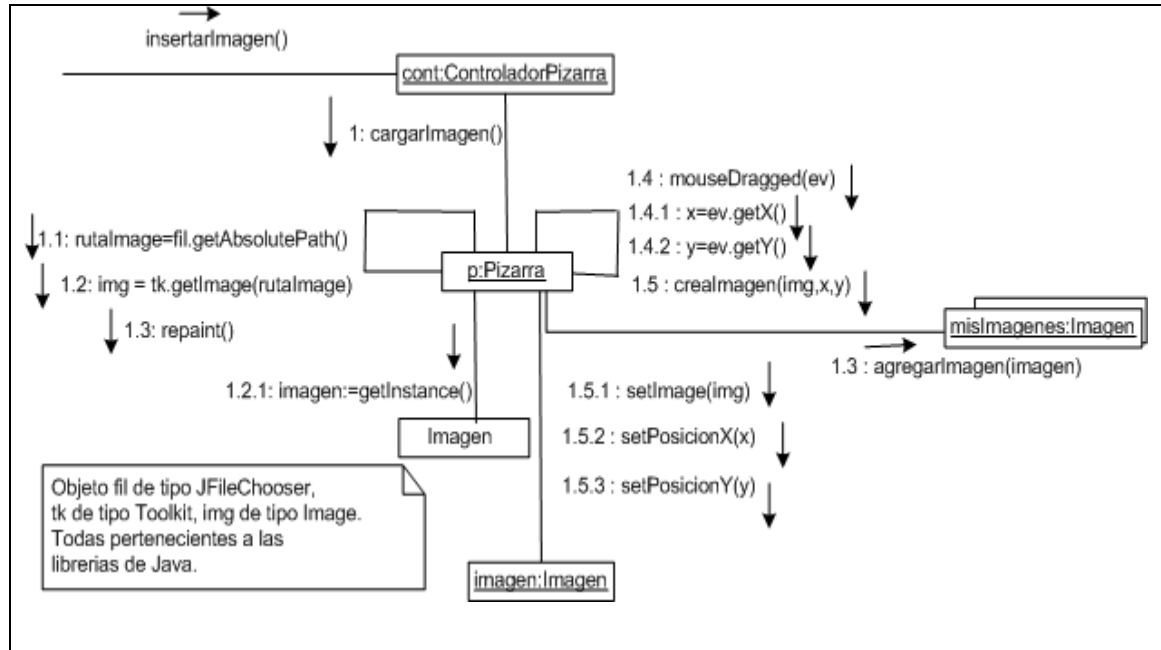 insertarImagen()
cont:ControladorPizarra
1: cargarImagen()
1.4 : mouseDragged(ev)
1.4.1 : x=ev.getX()
1.4.2 : y=ev.getY()
1.5 : creaImagen(img,x,y)
1.1: rutaImage=fil.getAbsolutePath()
1.2: img = tk.getImage(rutaImage)
1.3: repaint()
p:Pizarra
misImagenes:Imagen
1.3 : agregarImagen(imagen)
1.2.1: imagen:=getInstance()
Imagen
1.5.1 : setImage(img)
1.5.2 : setPosicionX(x)
1.5.3 : setPosicionY(y)
Objeto fil de tipo JFileChooser,
tk de tipo Toolkit, img de tipo Image.
Todas pertenecientes a las
librerias de Java.
imagen:Imagen